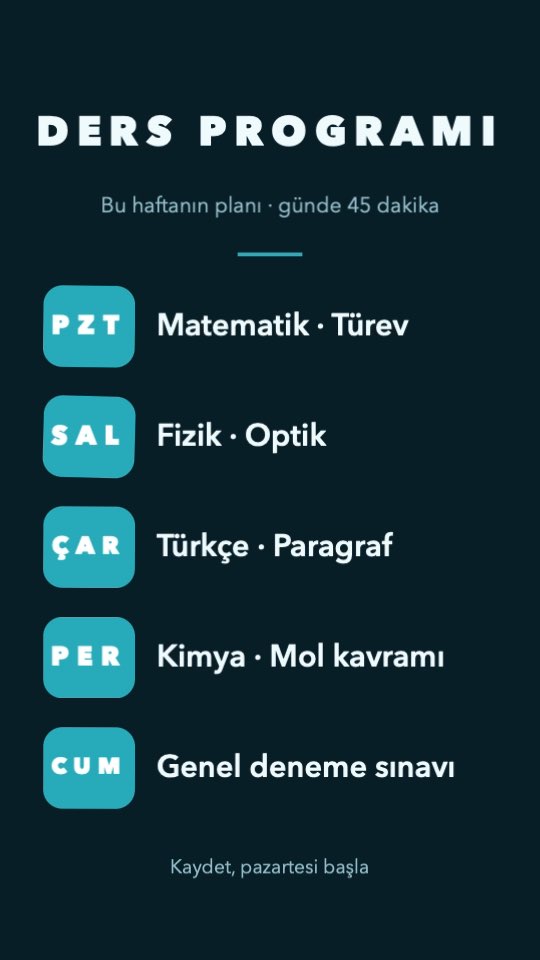 DERS PROGRAMI
Bu haftanın planı · günde 45 dakika
PZT Matematik · Türev
SAL Fizik · Optik
ÇAR Türkçe · Paragraf
PER Kimya · Mol kavramı
CUM Genel deneme sınavı
Kaydet, pazartesi başla